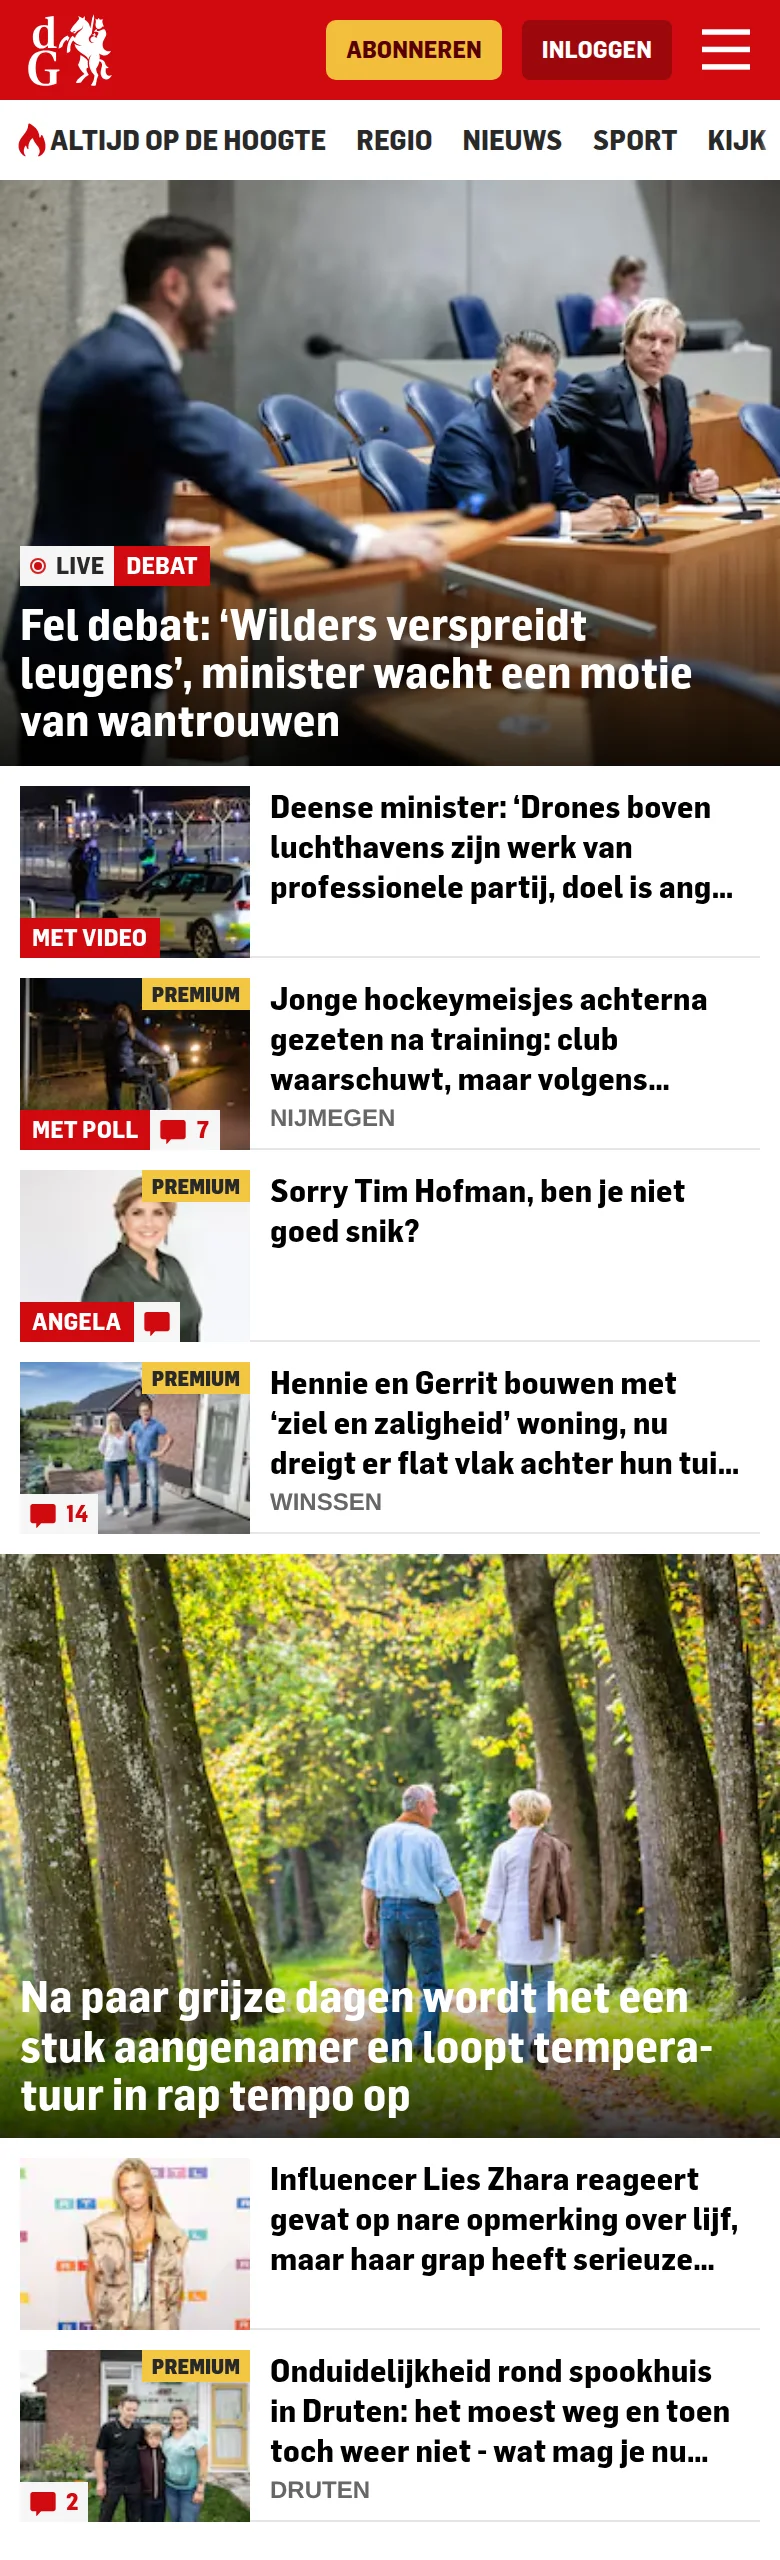 dG
ABONNEREN
INLOGGEN
ALTIJD OP DE HOOGTE REGIO NIEUWS SPORT KIJK
LIVE DEBAT
Fel debat: ‘Wilders verspreidt
leugens’, minister wacht een motie
van wantrouwen
Deense minister: ‘Drones boven
luchthavens zijn werk van
professionele partij, doel is ang...
MET VIDEO
PREMIUM
Jonge hockeymeisjes achterna
gezeten na training: club
waarschuwt, maar volgens...
NIJMEGEN
MET POLL 7
PREMIUM
Sorry Tim Hofman, ben je niet
goed snik?
ANGELA
PREMIUM
Hennie en Gerrit bouwen met
‘ziel en zaligheid’ woning, nu
dreigt er flat vlak achter hun tui...
WINSSEN
14
Na paar grijze dagen wordt het een
stuk aangenamer en loopt tempera-
tuur in rap tempo op
RTL
Influencer Lies Zhara reageert
gevat op nare opmerking over lijf,
maar haar grap heeft serieuze...
PREMIUM
Onduidelijkheid rond spookhuis
in Druten: het moest weg en toen
toch weer niet - wat mag je nu...
DRUTEN
2